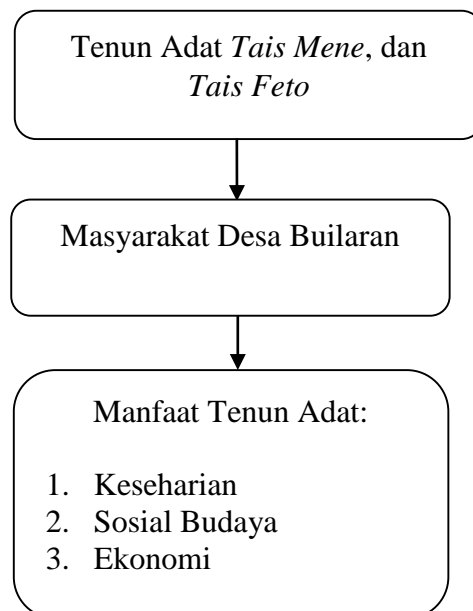 Tenun Adat Tais Mene, dan
Tais Feto
Masyarakat Desa Builaran
Manfaat Tenun Adat:
1. Keseharian
2. Sosial Budaya
3. Ekonomi